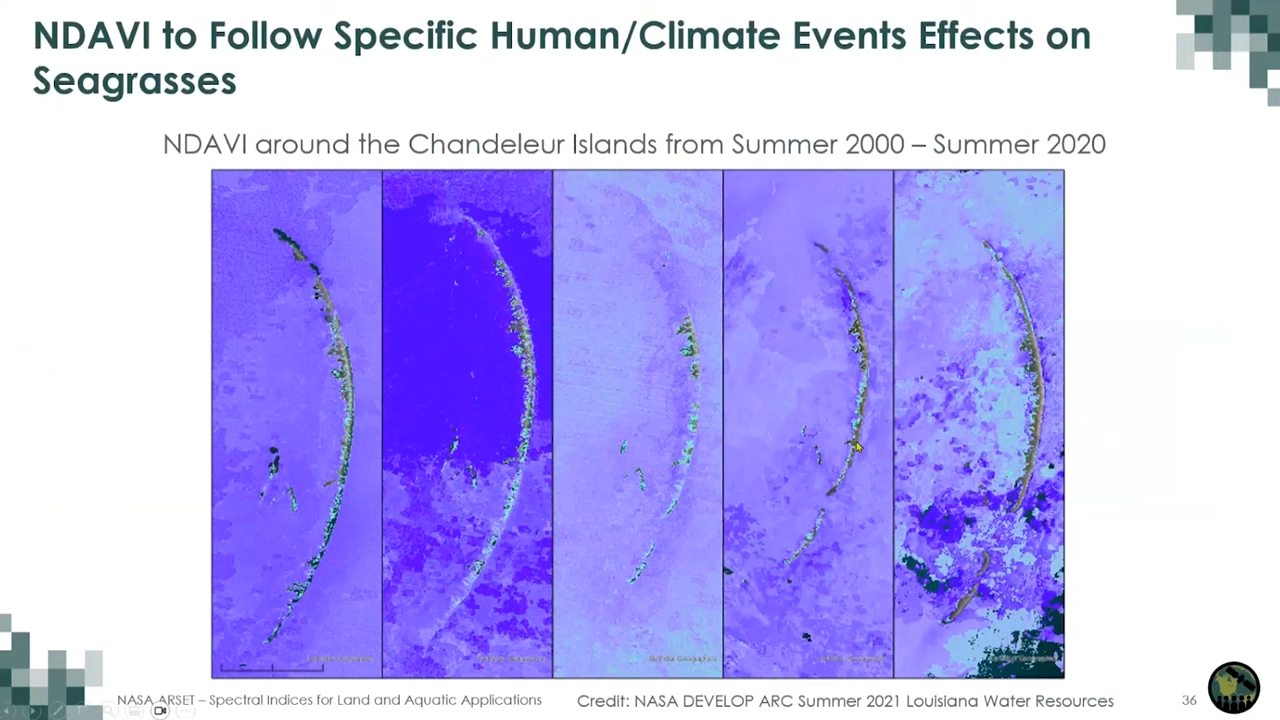 NDAVI to Follow Specific Human/Climate Events Effects on
Seagrasses
NDAVI around the Chandeleur Islands from Summer 2000 – Summer 2020
NASA ARSET – Spectral Indices for Land and Aquatic Applications
Credit: NASA DEVELOP ARC Summer 2021 Louisiana Water Resources
36